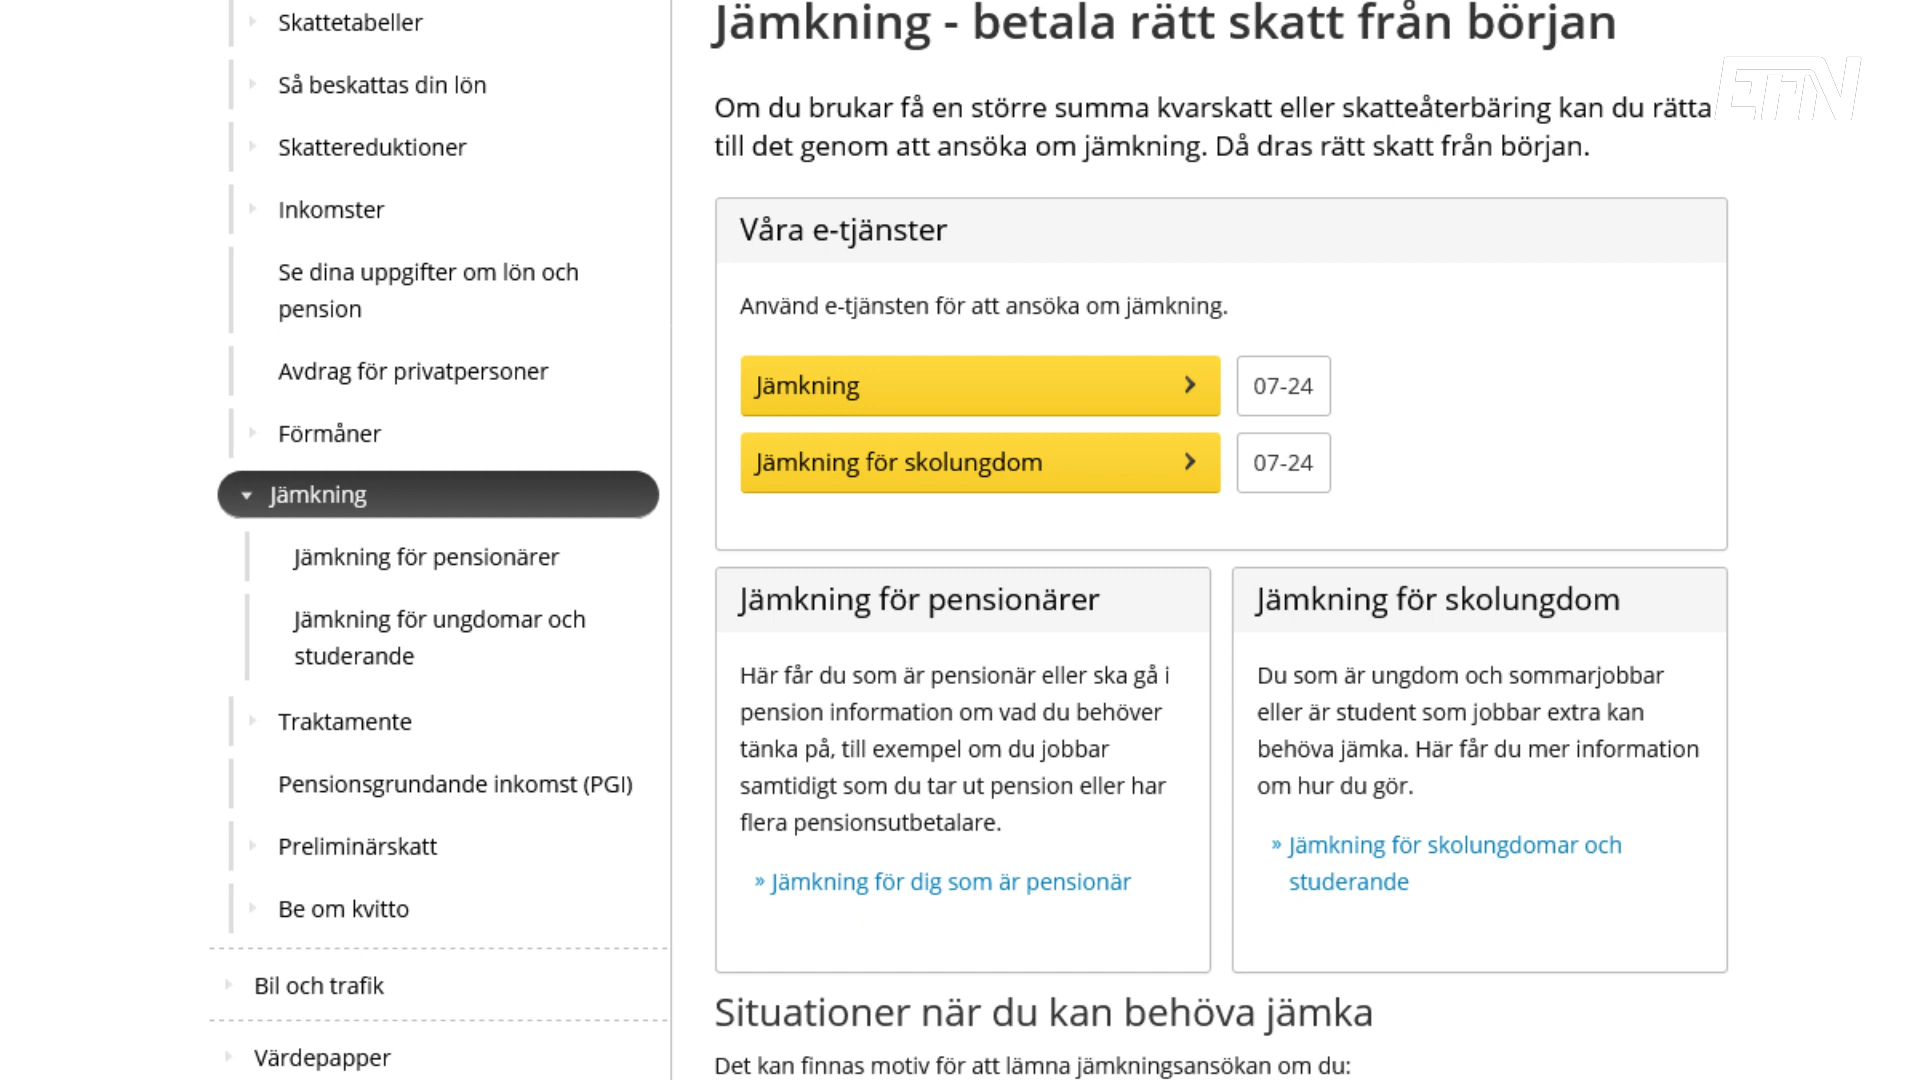 Skattetabeller
Så beskattas din lön
Skattereduktioner
Inkomster
Se dina uppgifter om lön och
pension
Avdrag för privatpersoner
Förmåner
Jämkning
Jämkning för pensionärer
Jämkning för ungdomar och
studerande
Traktamente
Pensionsgrundande inkomst (PGI)
Preliminärskatt
Be om kvitto
Bil och trafik
Värdepapper
Jämkning - betala rätt skatt från början
EFN
Om du brukar få en större summa kvarskatt eller skatteåterbäring kan du rätta
till det genom att ansöka om jämkning. Då dras rätt skatt från början.
Våra e-tjänster
Använd e-tjänsten för att ansöka om jämkning.
Jämkning
07-24
Jämkning för skolungdom
07-24
Jämkning för pensionärer
Här får du som är pensionär eller ska gå i
pension information om vad du behöver
tänka på, till exempel om du jobbar
samtidigt som du tar ut pension eller har
flera pensionsutbetalare.
» Jämkning för dig som är pensionär
Jämkning för skolungdom
Du som är ungdom och sommarjobbar
eller är student som jobbar extra kan
behöva jämka. Här får du mer information
om hur du gör.
» Jämkning för skolungdomar och
studerande
Situationer när du kan behöva jämka
Det kan finnas motiv för att lämna jämkningsansökan om du: